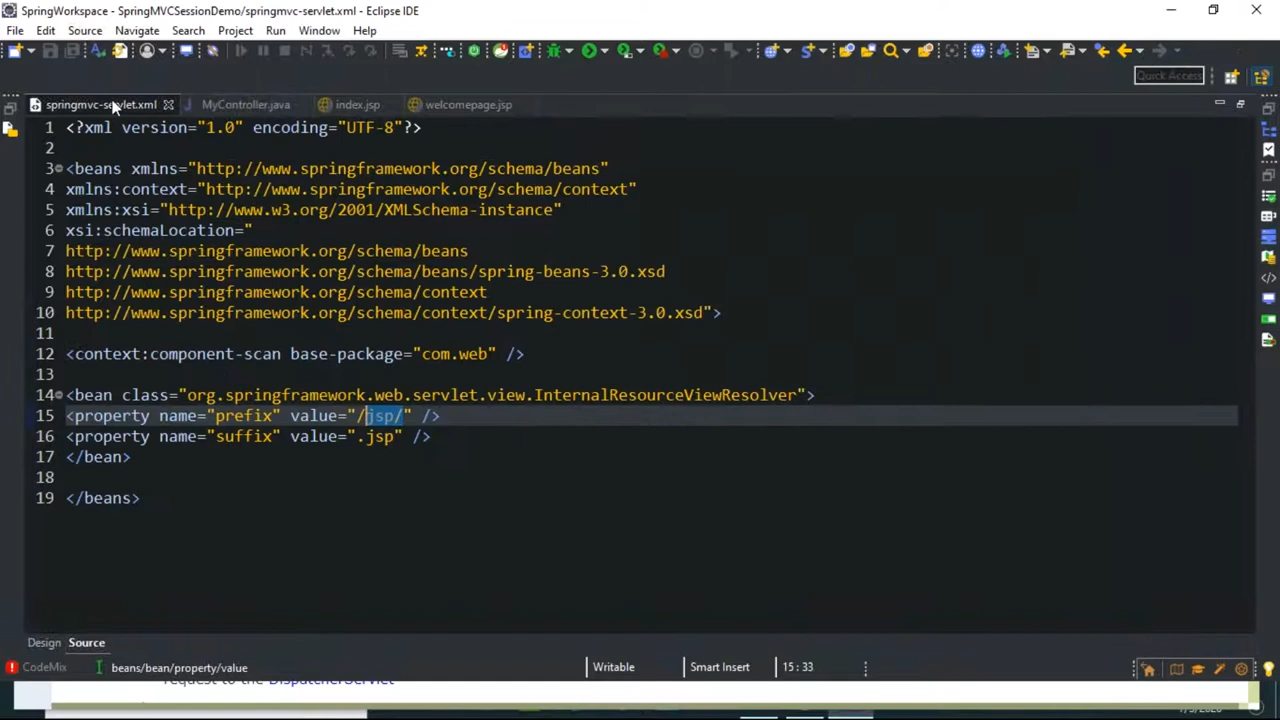 SpringWorkspace - SpringMVCSessionDemo/springmvc-servlet.xml - Eclipse IDE
File Edit Source Navigate Search Project Run Window Help
Quick Access
springmvc-servlet.xml MyController.java index.jsp welcomepage.jsp
1 <?xml version="1.0" encoding="UTF-8"?>
2
3 <beans xmlns="http://www.springframework.org/schema/beans"
4 xmlns:context="http://www.springframework.org/schema/context"
5 xmlns:xsi="http://www.w3.org/2001/XMLSchema-instance"
6 xsi:schemaLocation="
7 http://www.springframework.org/schema/beans
8 http://www.springframework.org/schema/beans/spring-beans-3.0.xsd
9 http://www.springframework.org/schema/context
10 http://www.springframework.org/schema/context/spring-context-3.0.xsd">
11
12 <context:component-scan base-package="com.web" />
13
14 <bean class="org.springframework.web.servlet.view.InternalResourceViewResolver">
15 <property name="prefix" value="/jsp/" />
16 <property name="suffix" value=".jsp" />
17 </bean>
18
19 </beans>
Design Source
CodeMix beans/bean/property/value Writable Smart Insert 15 : 33
request to the DispatcherServlet